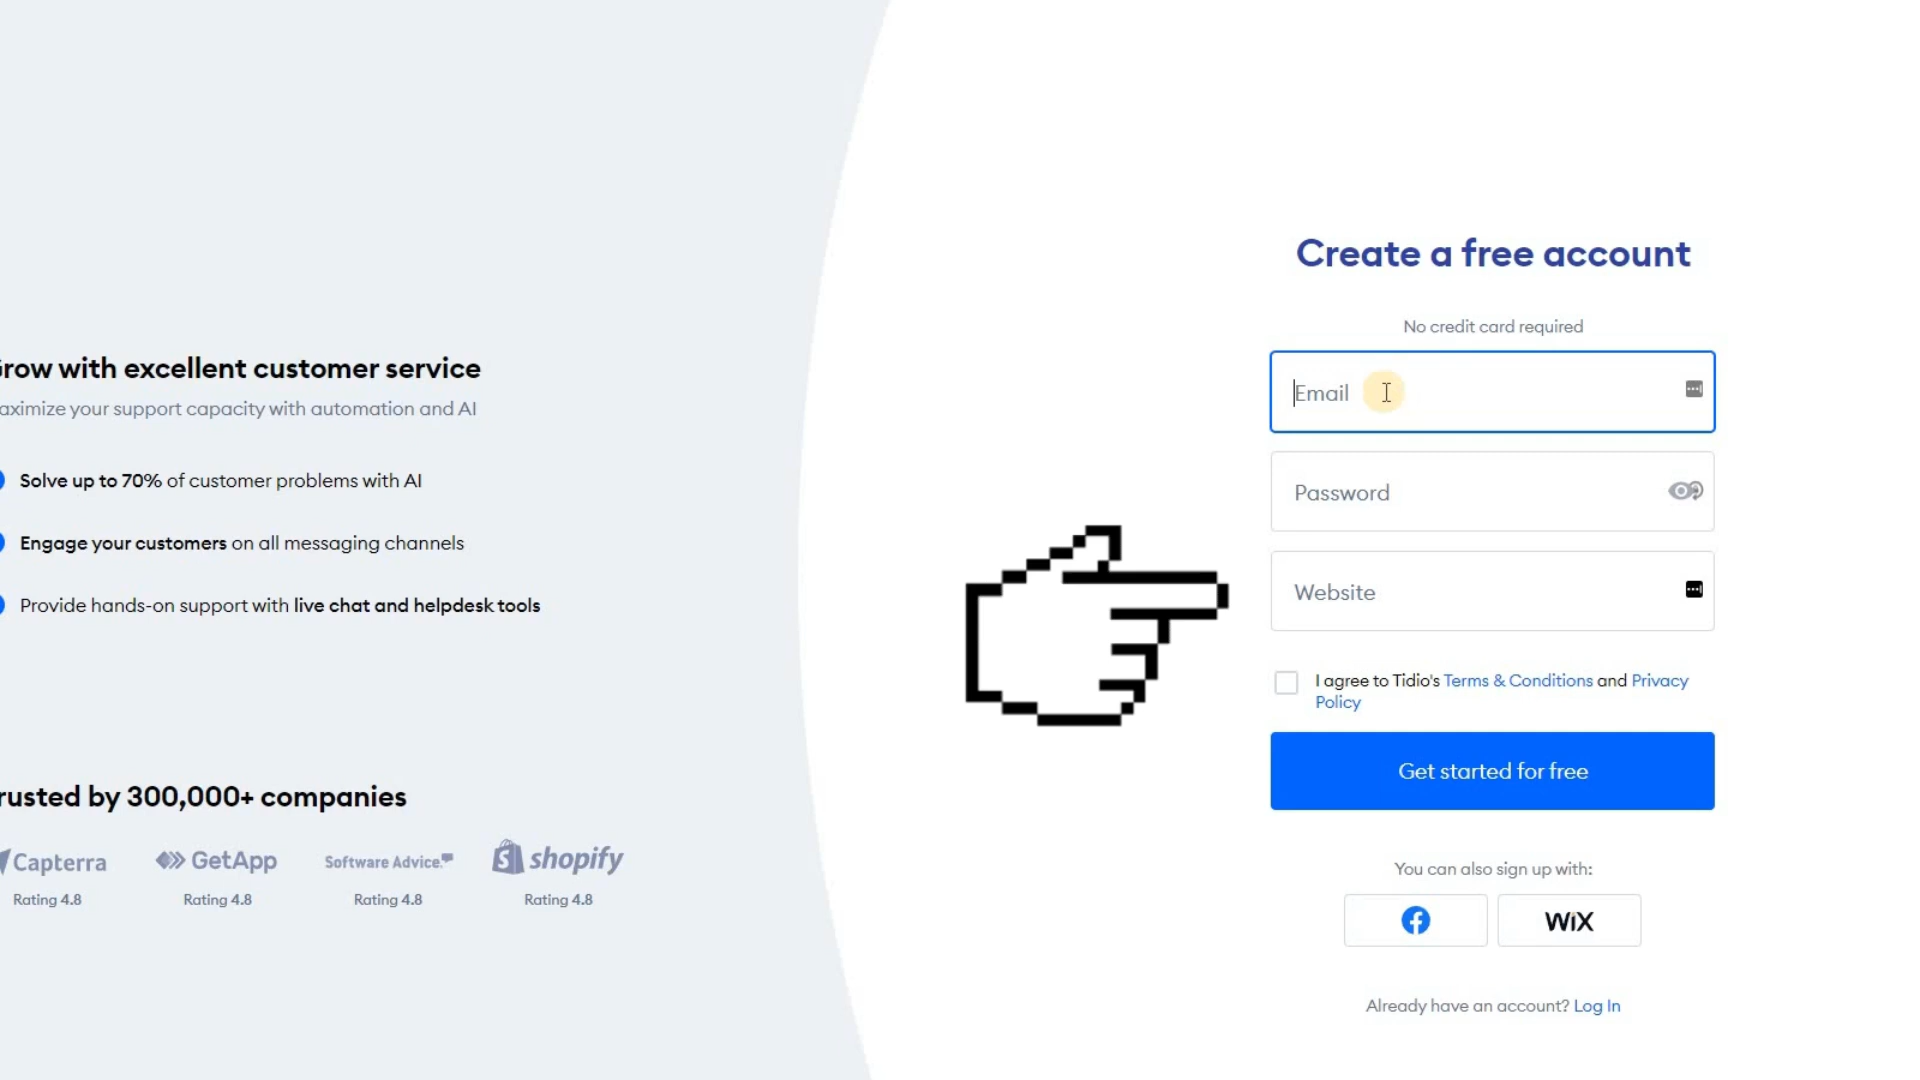 row with excellent customer service
aximize your support capacity with automation and AI
Solve up to 70% of customer problems with AI
Engage your customers on all messaging channels
Provide hands-on support with live chat and helpdesk tools
rusted by 300,000+ companies
Capterra
GetApp
Software Advice.
shopify
Rating 4.8
Rating 4.8
Rating 4.8
Rating 4.8
Create a free account
No credit card required
Email
Password
Website
I agree to Tidio's Terms & Conditions and Privacy
Policy
Get started for free
You can also sign up with:
WiX
Already have an account? Log In